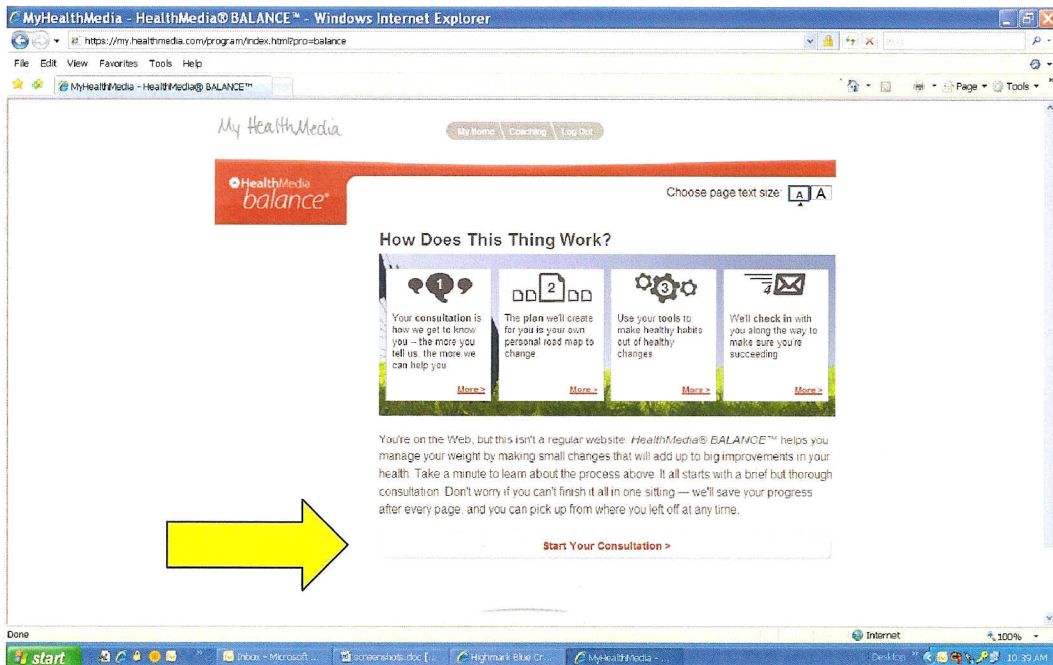 MyHealthMedia - HealthMedia® BALANCE™ - Windows Internet Explorer
https://my.healthmedia.com/program/index.html?pro=balance
File Edit View Favorites Tools Help
MyHealthMedia - HealthMedia® BALANCE™
Page Tools
My HealthMedia
My Home \ Coaching \ Log Out
HealthMedia
balance®
Choose page text size: A A
How Does This Thing Work?
1
Your consultation is
how we get to know
you – the more you
tell us, the more we
can help you
More >
2
The plan we'll create
for you is your own
personal road map to
change
More >
3
Use your tools to
make healthy habits
out of healthy
changes
More >
4
We'll check in with
you along the way to
make sure you're
succeeding
More >
You're on the Web, but this isn't a regular website. HealthMedia® BALANCE™ helps you
manage your weight by making small changes that will add up to big improvements in your
health. Take a minute to learn about the process above. It all starts with a brief but thorough
consultation. Don't worry if you can't finish it all in one sitting — we'll save your progress
after every page, and you can pick up from where you left off at any time.
Start Your Consultation >
Done
Internet
100%
start
Inbox - Microsoft ...
screenshots.doc [...
Highmark Blue Cr...
MyHealthMedia - ...
Desktop
10:39 AM